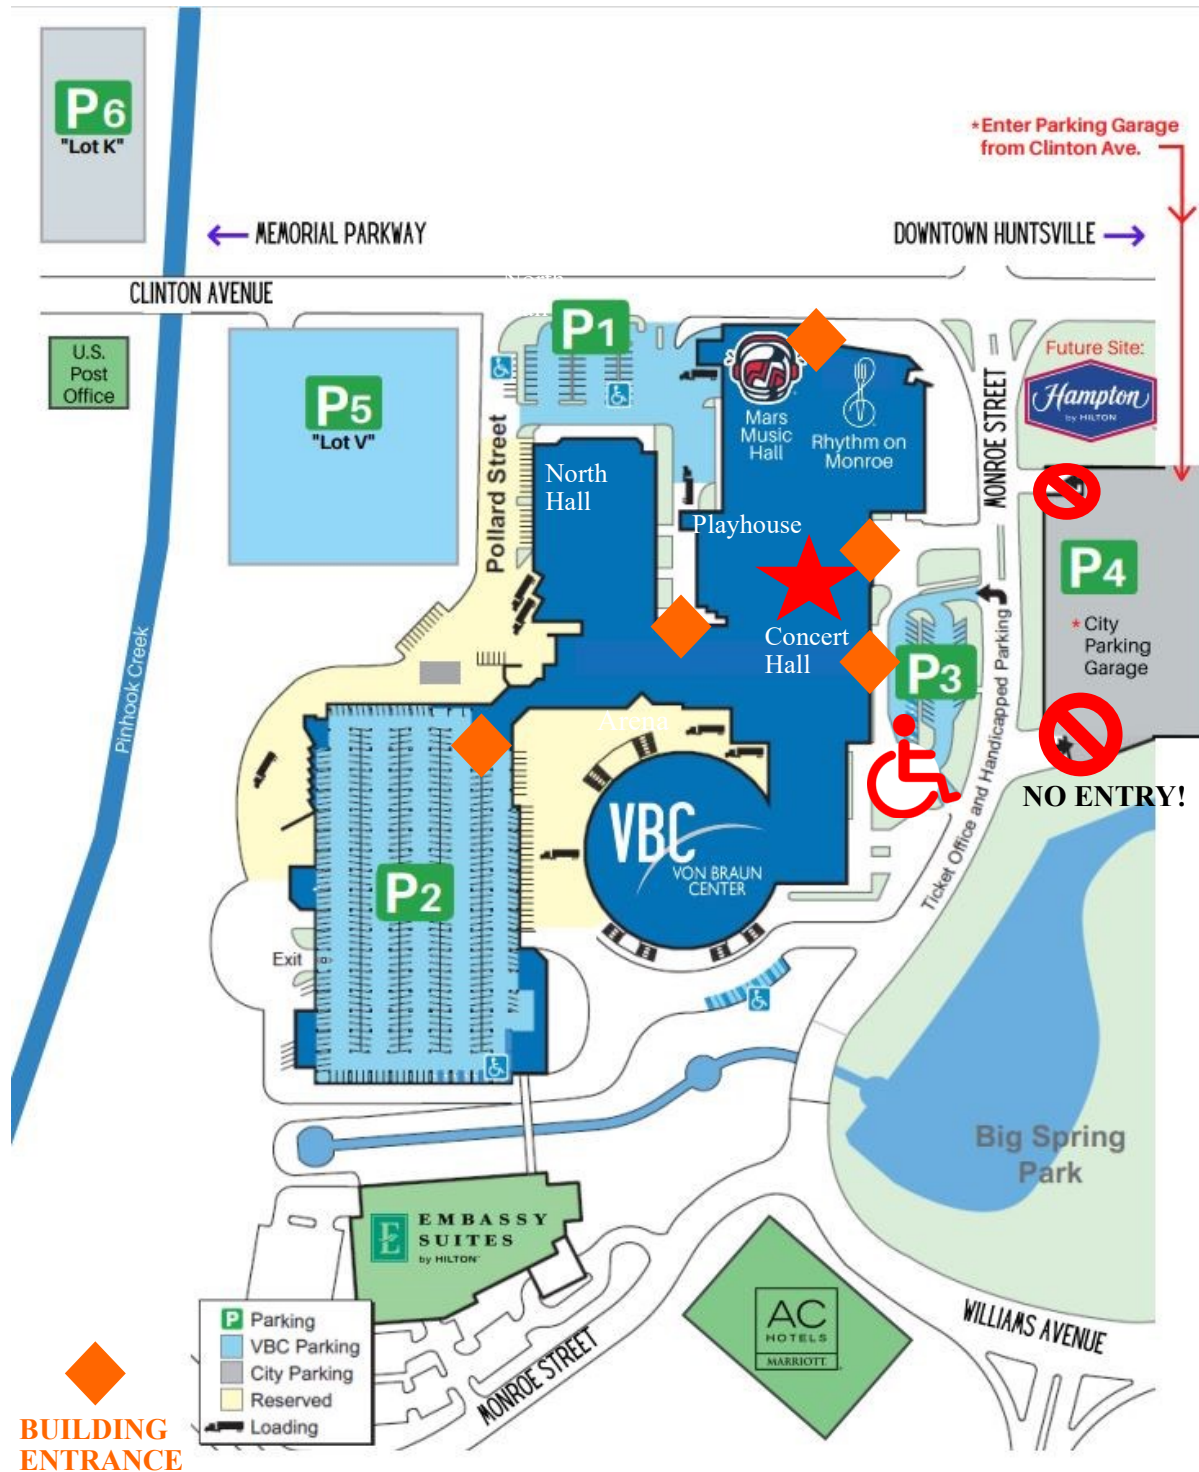 P6
"Lot K"
*Enter Parking Garage
from Clinton Ave.
← MEMORIAL PARKWAY
DOWNTOWN HUNTSVILLE →
CLINTON AVENUE
North
P1
U.S.
Post
Office
P5
"Lot V"
Pollard Street
Mars
Music
Hall
Rhythm on
Monroe
MONROE STREET
Future Site:
Hampton
by HILTON
North
Hall
Playhouse
P4
* City
Parking
Garage
Concert
Hall
P3
Ticket Office and Handicapped Parking
Pinhook Creek
Arena
NO ENTRY!
VBC
VON BRAUN
CENTER
P2
Exit
Big Spring
Park
E
EMBASSY
SUITES
by HILTON
AC
HOTELS
MARRIOTT
WILLIAMS AVENUE
MONROE STREET
P Parking
VBC Parking
City Parking
Reserved
Loading
BUILDING
ENTRANCE